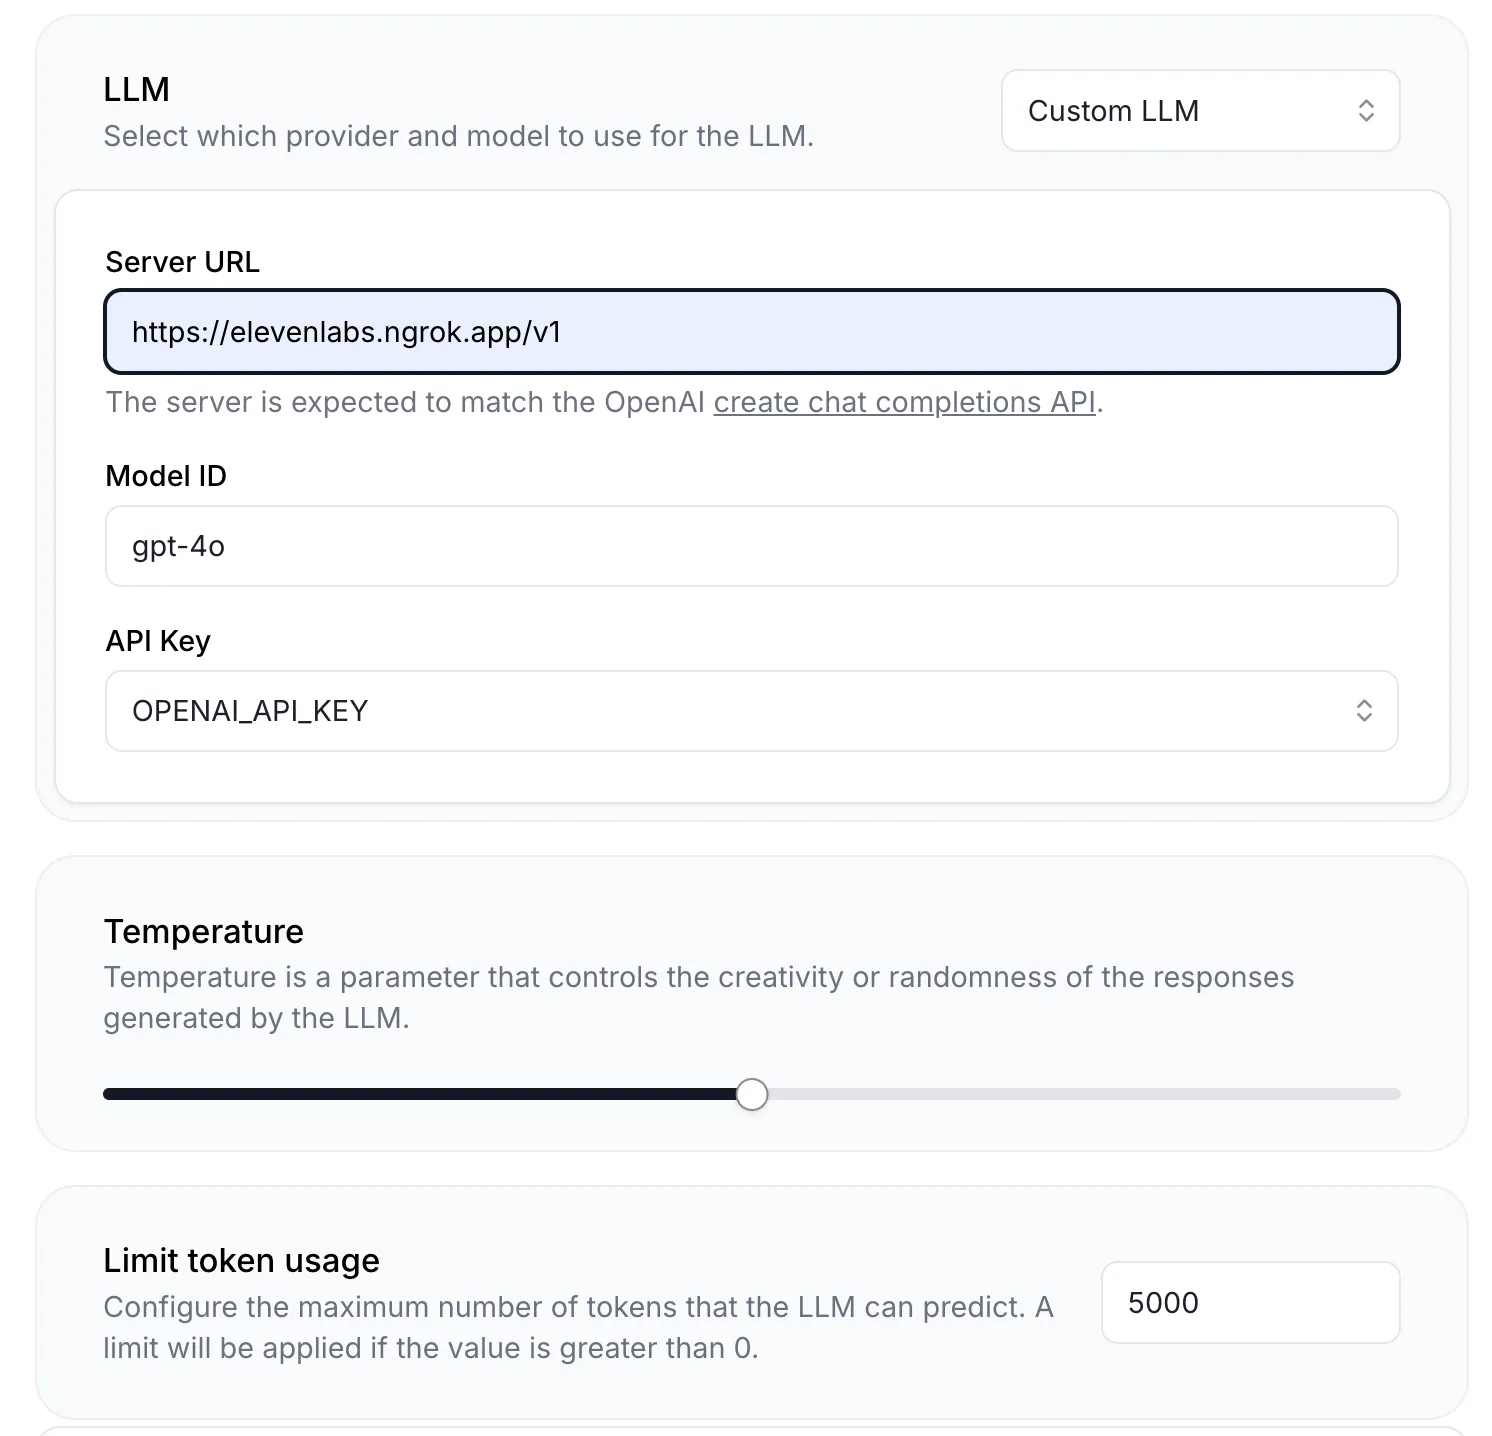 LLM
Select which provider and model to use for the LLM.
Custom LLM
Server URL
https://elevenlabs.ngrok.app/v1
The server is expected to match the OpenAI create chat completions API.
Model ID
gpt-4o
API Key
OPENAI_API_KEY
Temperature
Temperature is a parameter that controls the creativity or randomness of the responses
generated by the LLM.
Limit token usage
Configure the maximum number of tokens that the LLM can predict. A
limit will be applied if the value is greater than 0.
5000